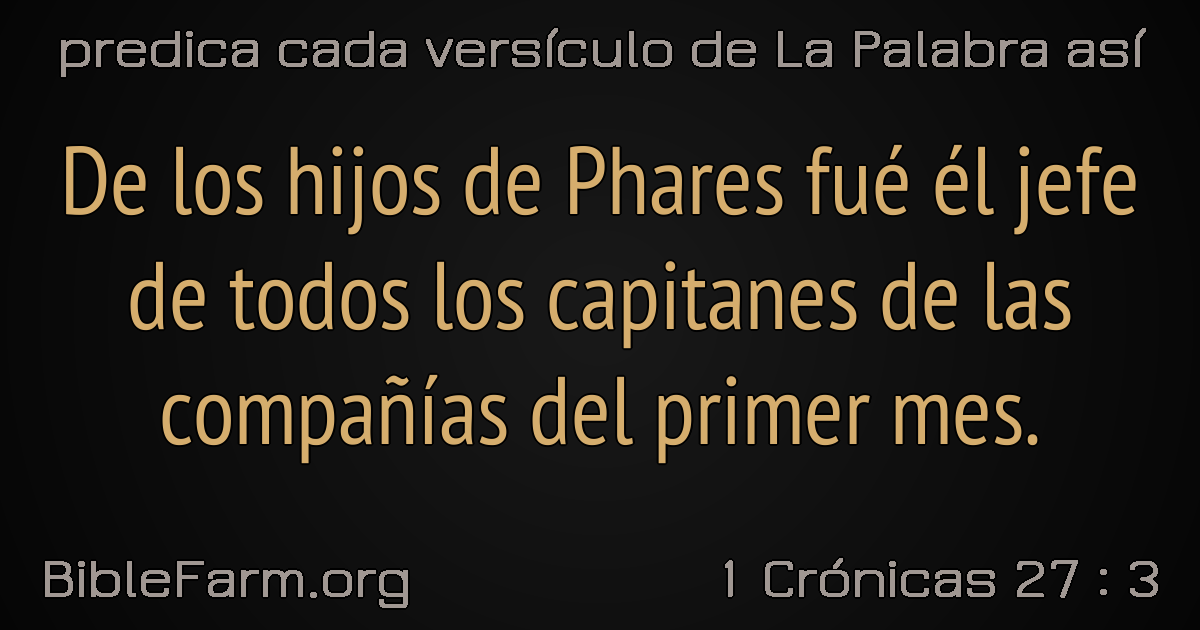 predica cada versículo de La Palabra así
De los hijos de Phares fué él jefe
de todos los capitanes de las
compañías del primer mes.
BibleFarm.org
1 Crónicas 27 : 3